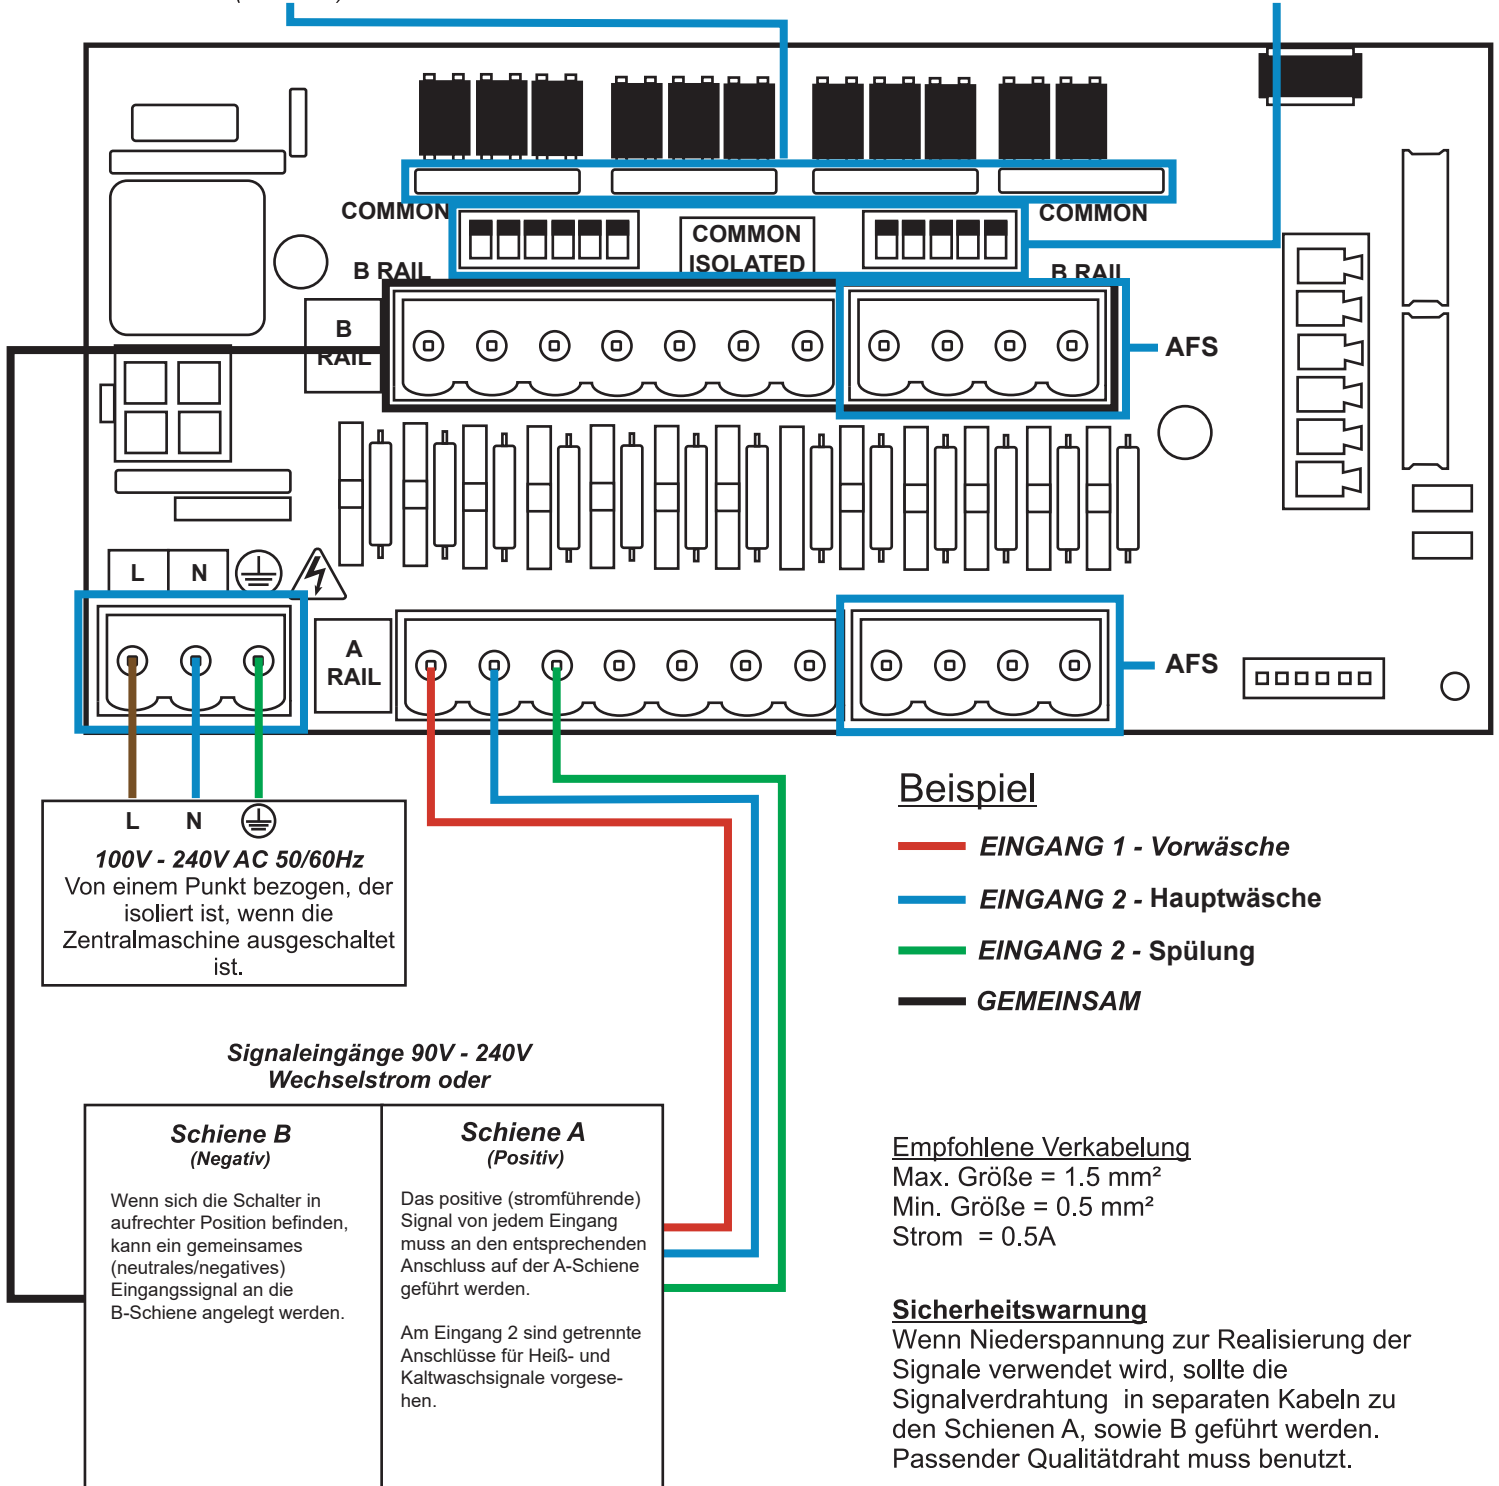 COMMON
COMMON
COMMON
ISOLATED
B RAIL
B RAIL
B
RAIL
AFS
L N
A
RAIL
AFS
L N
100V - 240V AC 50/60Hz
Von einem Punkt bezogen, der
isoliert ist, wenn die
Zentralmaschine ausgeschaltet
ist.
Beispiel
EINGANG 1 - Vorwäsche
EINGANG 2 - Hauptwäsche
EINGANG 2 - Spülung
GEMEINSAM
Signaleingänge 90V - 240V
Wechselstrom oder
Schiene B
(Negativ)
Wenn sich die Schalter in
aufrechter Position befinden,
kann ein gemeinsames
(neutrales/negatives)
Eingangssignal an die
B-Schiene angelegt werden.
Schiene A
(Positiv)
Das positive (stromführende)
Signal von jedem Eingang
muss an den entsprechenden
Anschluss auf der A-Schiene
geführt werden.
Am Eingang 2 sind getrennte
Anschlüsse für Heiß- und
Kaltwaschsignale vorgese-
hen.
Empfohlene Verkabelung
Max. Größe = 1.5 mm²
Min. Größe = 0.5 mm²
Strom = 0.5A
Sicherheitswarnung
Wenn Niederspannung zur Realisierung der
Signale verwendet wird, sollte die
Signalverdrahtung in separaten Kabeln zu
den Schienen A, sowie B geführt werden.
Passender Qualitätdraht muss benutzt.